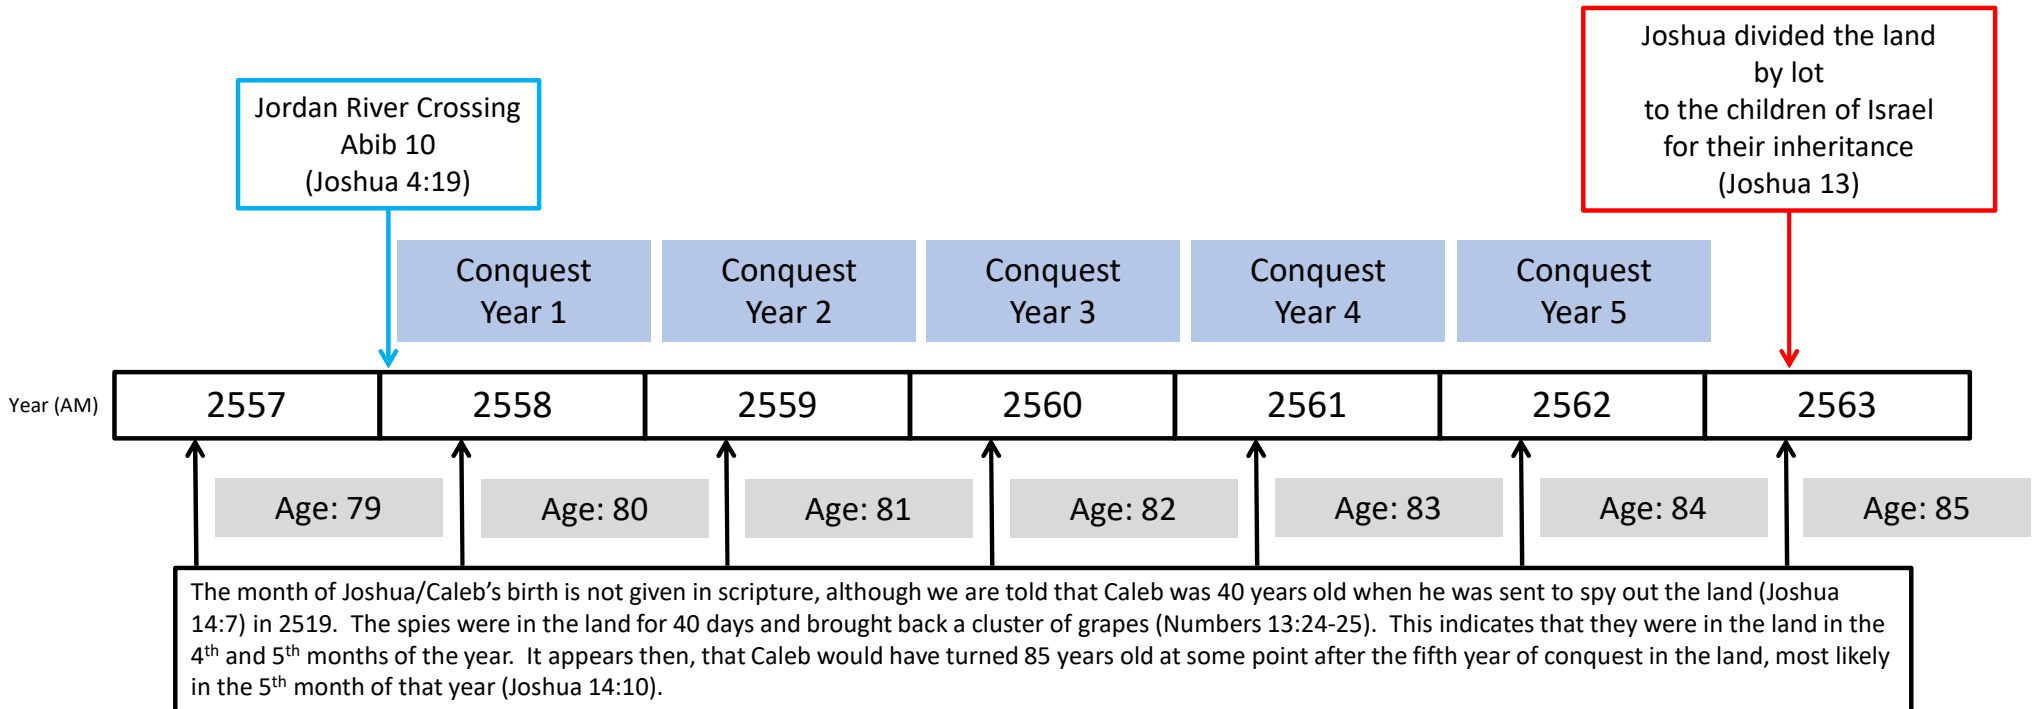 Joshua divided the land
by lot
to the children of Israel
for their inheritance
(Joshua 13)
Jordan River Crossing
Abib 10
(Joshua 4:19)
Conquest
Year 1
Conquest
Year 2
Conquest
Year 3
Conquest
Year 4
Conquest
Year 5
Year (AM)
2557
2558
2559
2560
2561
2562
2563
Age: 79
Age: 80
Age: 81
Age: 82
Age: 83
Age: 84
Age: 85
The month of Joshua/Caleb’s birth is not given in scripture, although we are told that Caleb was 40 years old when he was sent to spy out the land (Joshua
14:7) in 2519.  The spies were in the land for 40 days and brought back a cluster of grapes (Numbers 13:24-25).  This indicates that they were in the land in the
4th and 5th months of the year.  It appears then, that Caleb would have turned 85 years old at some point after the fifth year of conquest in the land, most likely
in the 5th month of that year (Joshua 14:10).